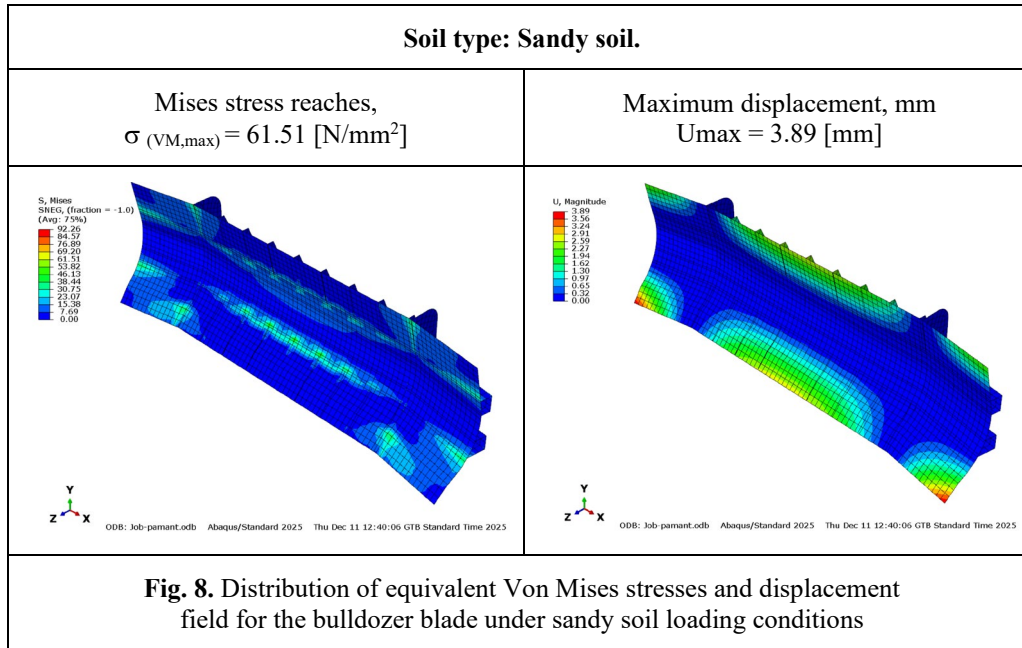 Soil type: Sandy soil.
Mises stress reaches,
σ (VM,max) = 61.51 [N/mm²]
Maximum displacement, mm
Umax = 3.89 [mm]
S, Mises
SNEG, (fraction = -1.0)
(Avg: 75%)
92.26
84.57
76.89
69.20
61.51
53.82
46.13
38.44
30.75
23.07
15.38
7.69
0.00
Y
Z X
ODB: Job-pamant.odb Abaqus/Standard 2025 Thu Dec 11 12:40:06 GTB Standard Time 2025
U, Magnitude
3.89
3.56
3.24
2.91
2.59
2.27
1.94
1.62
1.30
0.97
0.65
0.32
0.00
Y
Z X
ODB: Job-pamant.odb Abaqus/Standard 2025 Thu Dec 11 12:40:06 GTB Standard Time 2025
Fig. 8. Distribution of equivalent Von Mises stresses and displacement
field for the bulldozer blade under sandy soil loading conditions